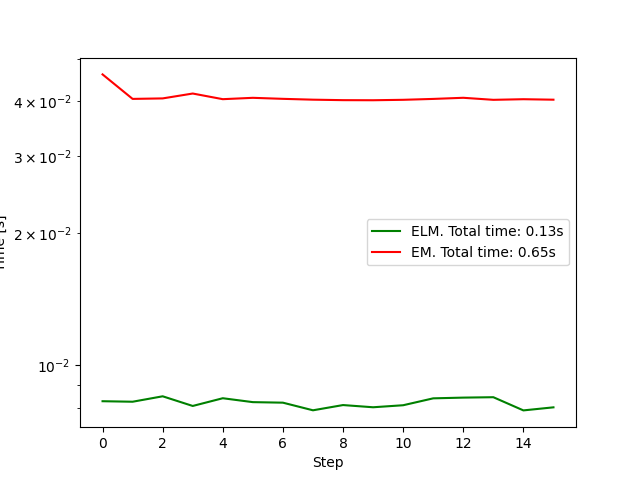 4 × 10⁻²
3 × 10⁻²
2 × 10⁻²
10⁻²
Time [s]
ELM. Total time: 0.13s
EM. Total time: 0.65s
0 2 4 6 8 10 12 14
Step